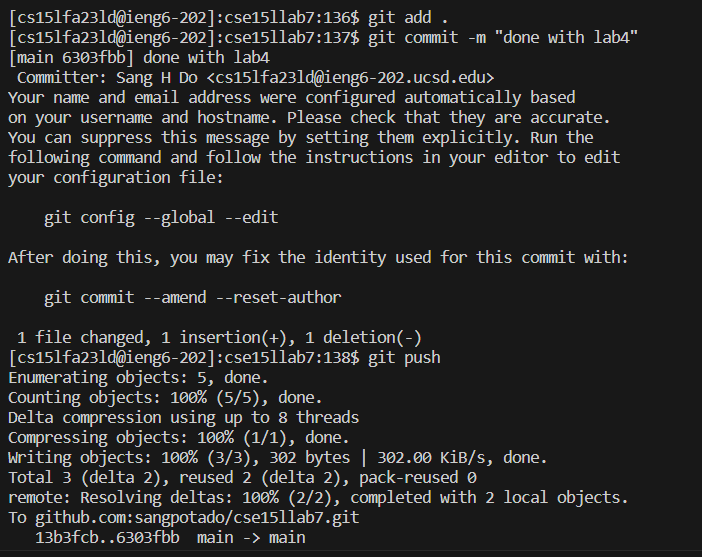 [cs15lfa23ld@ieng6-202]:cse15llab7:136$ git add .
[cs15lfa23ld@ieng6-202]:cse15llab7:137$ git commit -m "done with lab4"
[main 6303fbb] done with lab4
 Committer: Sang H Do <cs15lfa23ld@ieng6-202.ucsd.edu>
Your name and email address were configured automatically based
on your username and hostname. Please check that they are accurate.
You can suppress this message by setting them explicitly. Run the
following command and follow the instructions in your editor to edit
your configuration file:

    git config --global --edit

After doing this, you may fix the identity used for this commit with:

    git commit --amend --reset-author

 1 file changed, 1 insertion(+), 1 deletion(-)
[cs15lfa23ld@ieng6-202]:cse15llab7:138$ git push
Enumerating objects: 5, done.
Counting objects: 100% (5/5), done.
Delta compression using up to 8 threads
Compressing objects: 100% (1/1), done.
Writing objects: 100% (3/3), 302 bytes | 302.00 KiB/s, done.
Total 3 (delta 2), reused 2 (delta 2), pack-reused 0
remote: Resolving deltas: 100% (2/2), completed with 2 local objects.
To github.com:sangpotado/cse15llab7.git
   13b3fcb..6303fbb  main -> main